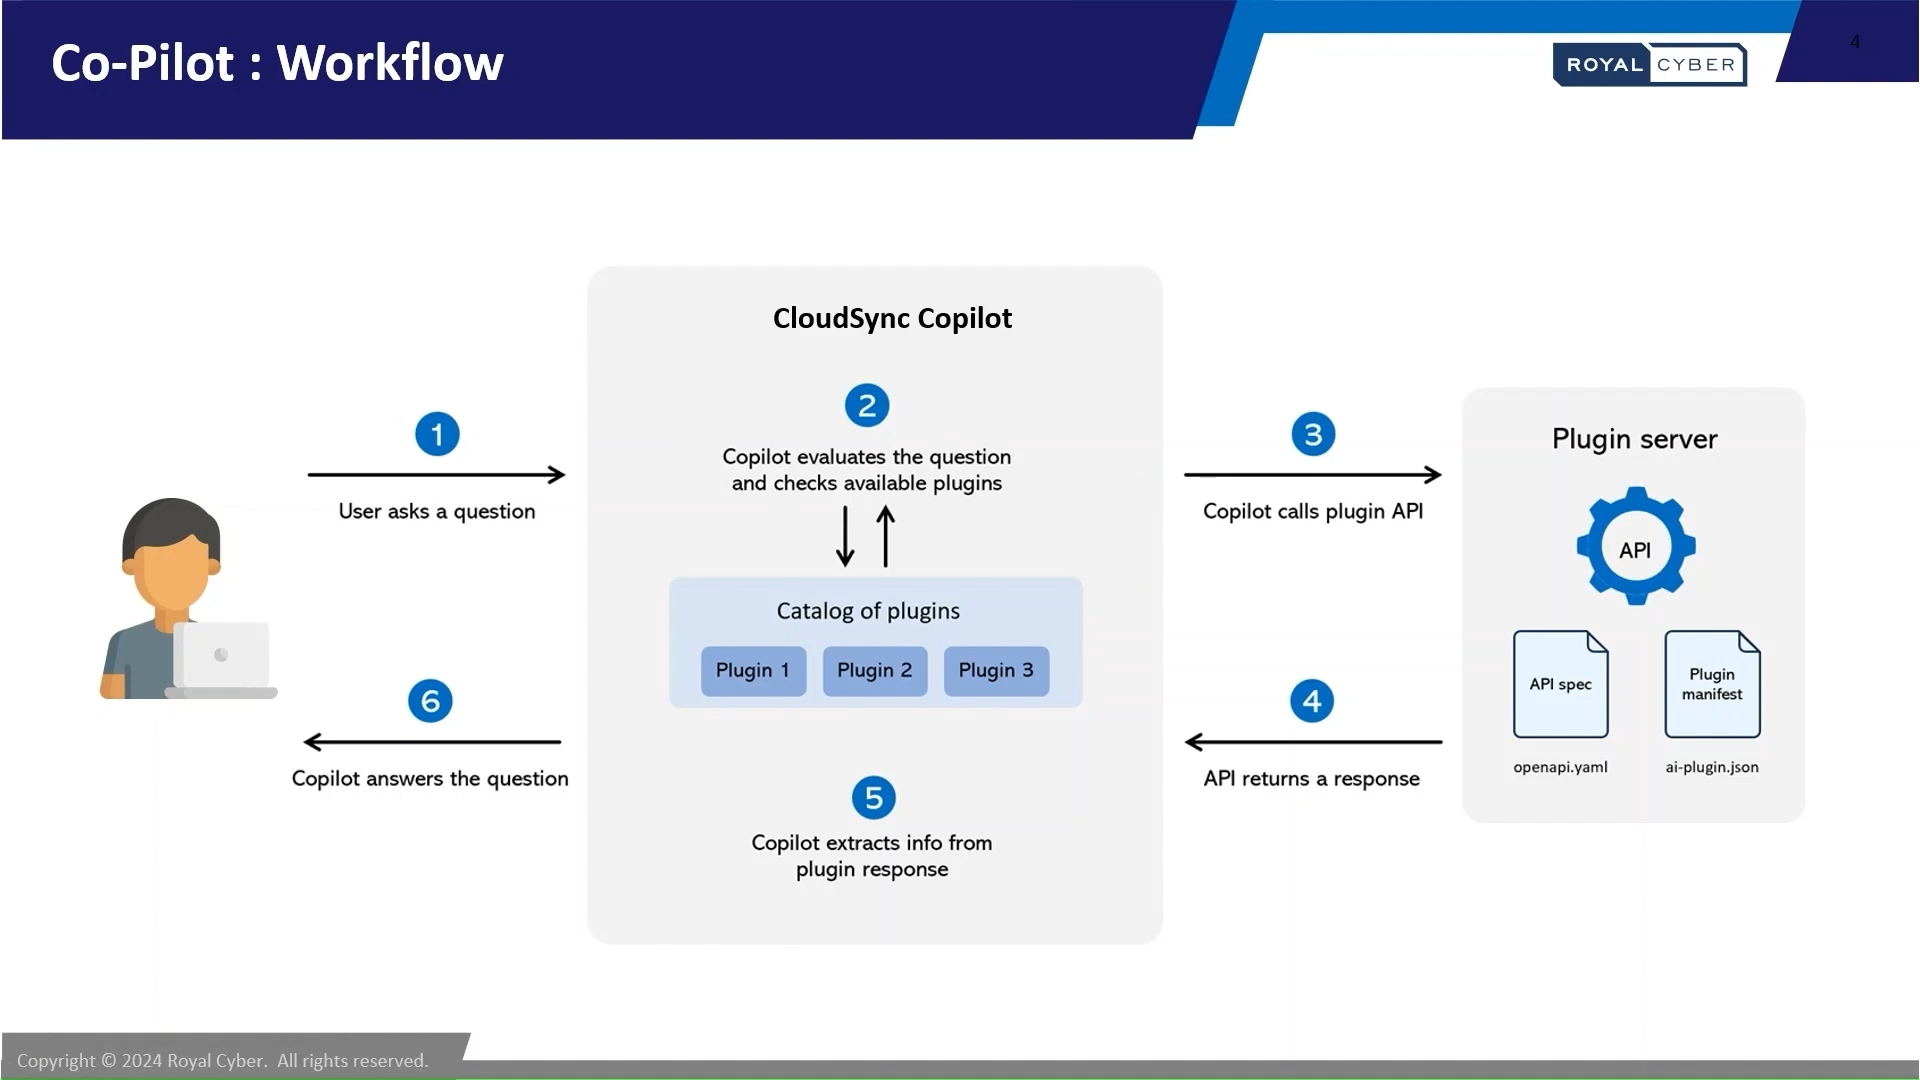 Co-Pilot : Workflow
ROYAL CYBER
4
CloudSync Copilot
1
User asks a question
2
Copilot evaluates the question
and checks available plugins
Catalog of plugins
Plugin 1
Plugin 2
Plugin 3
3
Copilot calls plugin API
Plugin server
API
API spec
openapi.yaml
Plugin
manifest
ai-plugin.json
4
API returns a response
5
Copilot extracts info from
plugin response
6
Copilot answers the question
Copyright © 2024 Royal Cyber. All rights reserved.